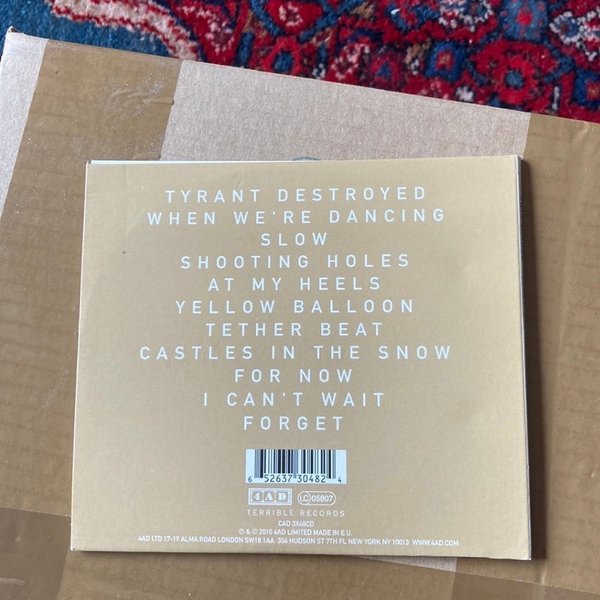 TYRANT DESTROYED
WHEN WE'RE DANCING
SLOW
SHOOTING HOLES
AT MY HEELS
YELLOW BALLOON
TETHER BEAT
CASTLES IN THE SNOW
FOR NOW
I CAN'T WAIT
FORGET
6 52637 30482 4
4AD LC 05807
TERRIBLE RECORDS
CAD 3X46CD
℗ & © 2010 4AD LIMITED MADE IN E.U.
4AD LTD 17-19 ALMA ROAD LONDON SW18 1AA 304 HUDSON ST 7TH FL NEW YORK NY 10013 WWW.4AD.COM